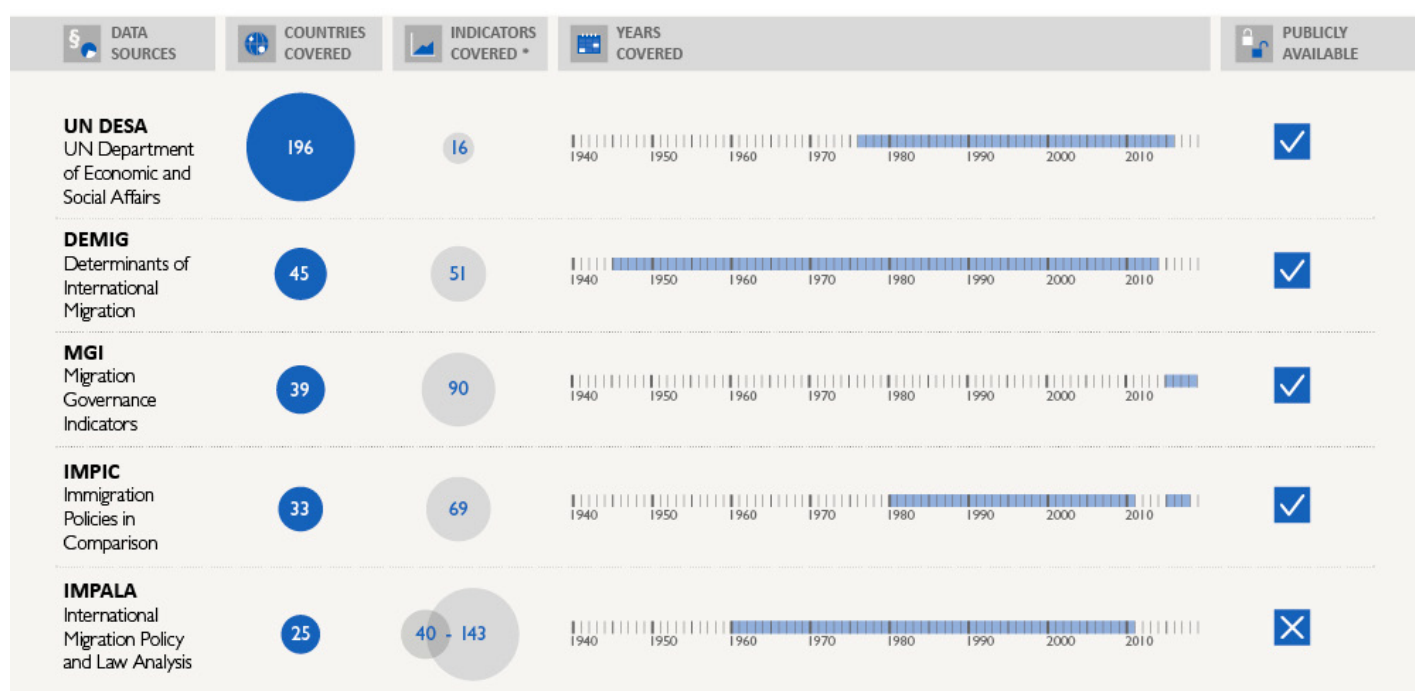 DATA
SOURCES
COUNTRIES
COVERED
INDICATORS
COVERED *
YEARS
COVERED
PUBLICLY
AVAILABLE
UN DESA
UN Department
of Economic and
Social Affairs
196
16
1940 1950 1960 1970 1980 1990 2000 2010
DEMIG
Determinants of
International
Migration
45
51
1940 1950 1960 1970 1980 1990 2000 2010
MGI
Migration
Governance
Indicators
39
90
1940 1950 1960 1970 1980 1990 2000 2010
IMPIC
Immigration
Policies in
Comparison
33
69
1940 1950 1960 1970 1980 1990 2000 2010
IMPALA
International
Migration Policy
and Law Analysis
25
40 - 143
1940 1950 1960 1970 1980 1990 2000 2010